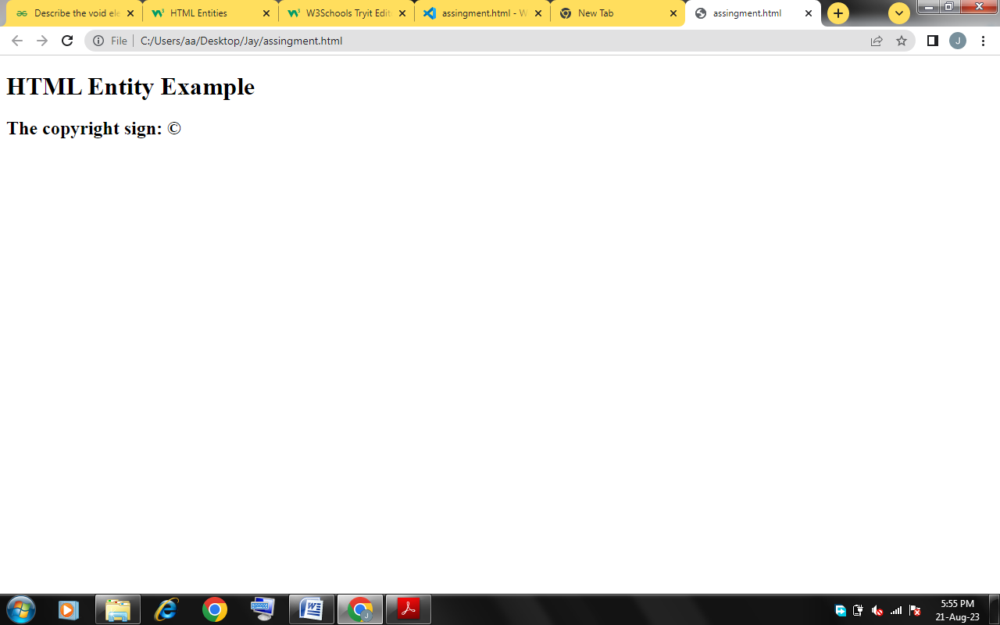 Describe the void ele
HTML Entities
W3Schools Tryit Edit
assingment.html - W
New Tab
assingment.html
File
C:/Users/aa/Desktop/Jay/assingment.html
J
HTML Entity Example
The copyright sign: ©
J
5:55 PM
21-Aug-23